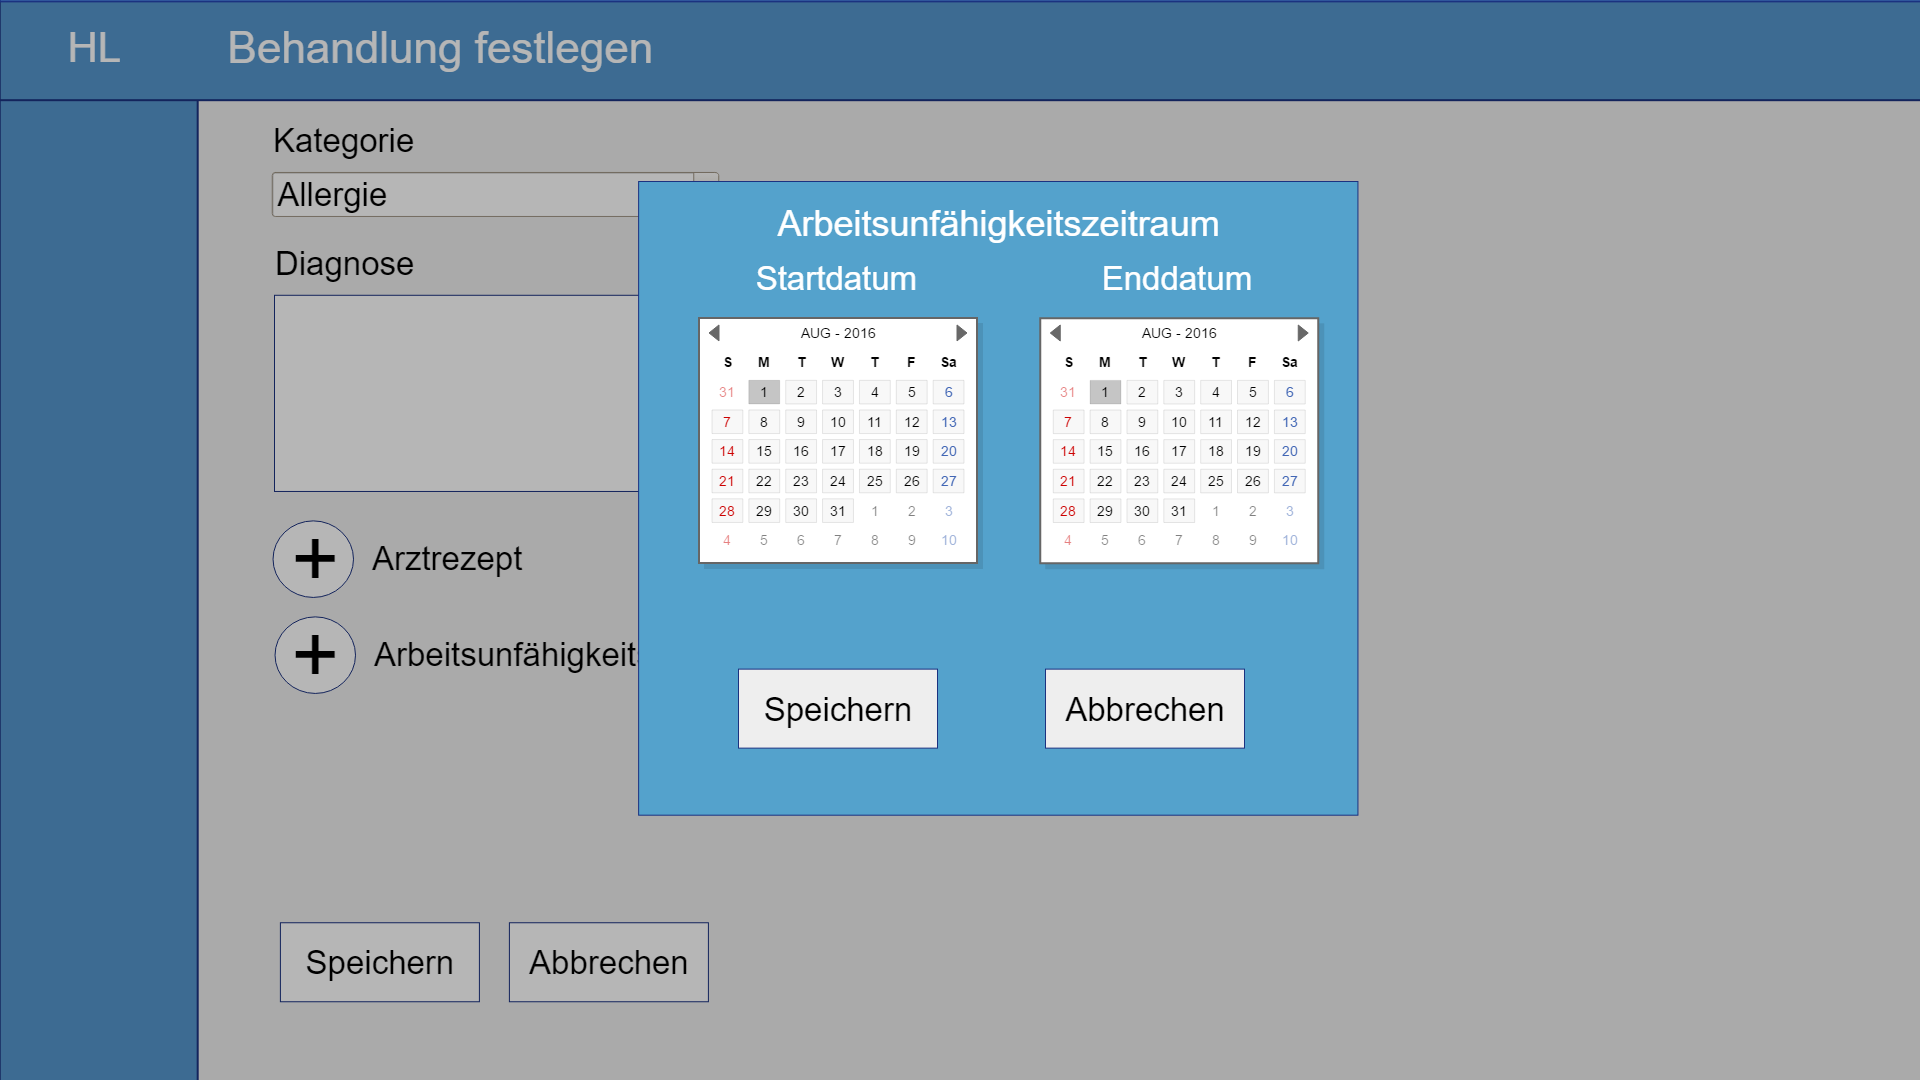 HL
Behandlung festlegen
Kategorie
Allergie
Diagnose
Arztrezept
Arbeitsunfähigkeit
Arbeitsunfähigkeitszeitraum
Startdatum
AUG - 2016
S M T W T F Sa
31 1 2 3 4 5 6
7 8 9 10 11 12 13
14 15 16 17 18 19 20
21 22 23 24 25 26 27
28 29 30 31 1 2 3
4 5 6 7 8 9 10
Enddatum
AUG - 2016
S M T W T F Sa
31 1 2 3 4 5 6
7 8 9 10 11 12 13
14 15 16 17 18 19 20
21 22 23 24 25 26 27
28 29 30 31 1 2 3
4 5 6 7 8 9 10
Speichern
Abbrechen
Speichern
Abbrechen